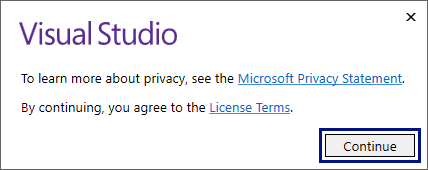 Visual Studio
To learn more about privacy, see the Microsoft Privacy Statement.
By continuing, you agree to the License Terms.
Continue